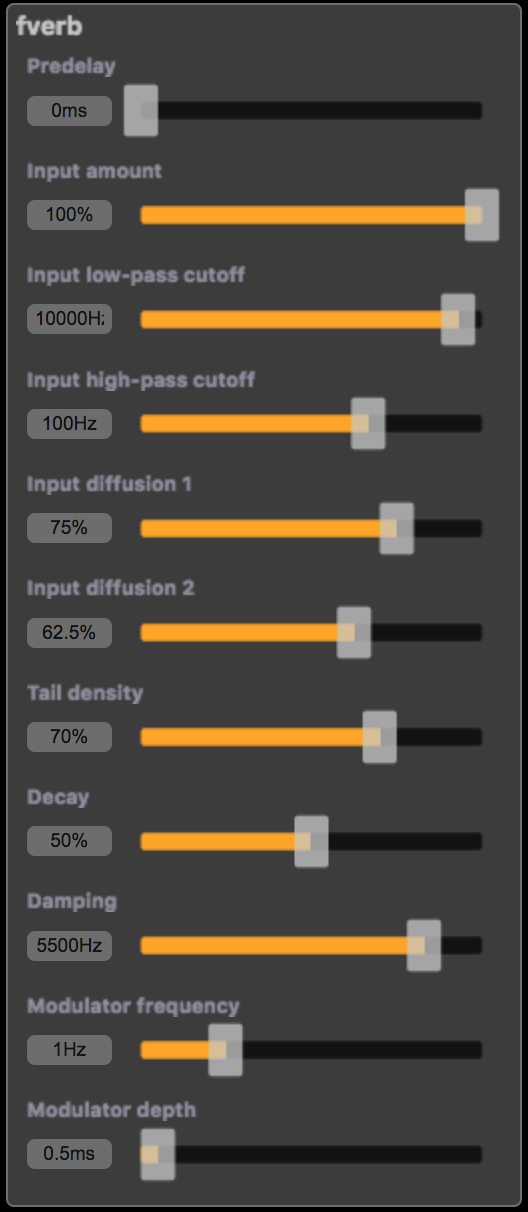 fverb
Predelay
0ms
Input amount
100%
Input low-pass cutoff
10000Hz
Input high-pass cutoff
100Hz
Input diffusion 1
75%
Input diffusion 2
62.5%
Tail density
70%
Decay
50%
Damping
5500Hz
Modulator frequency
1Hz
Modulator depth
0.5ms